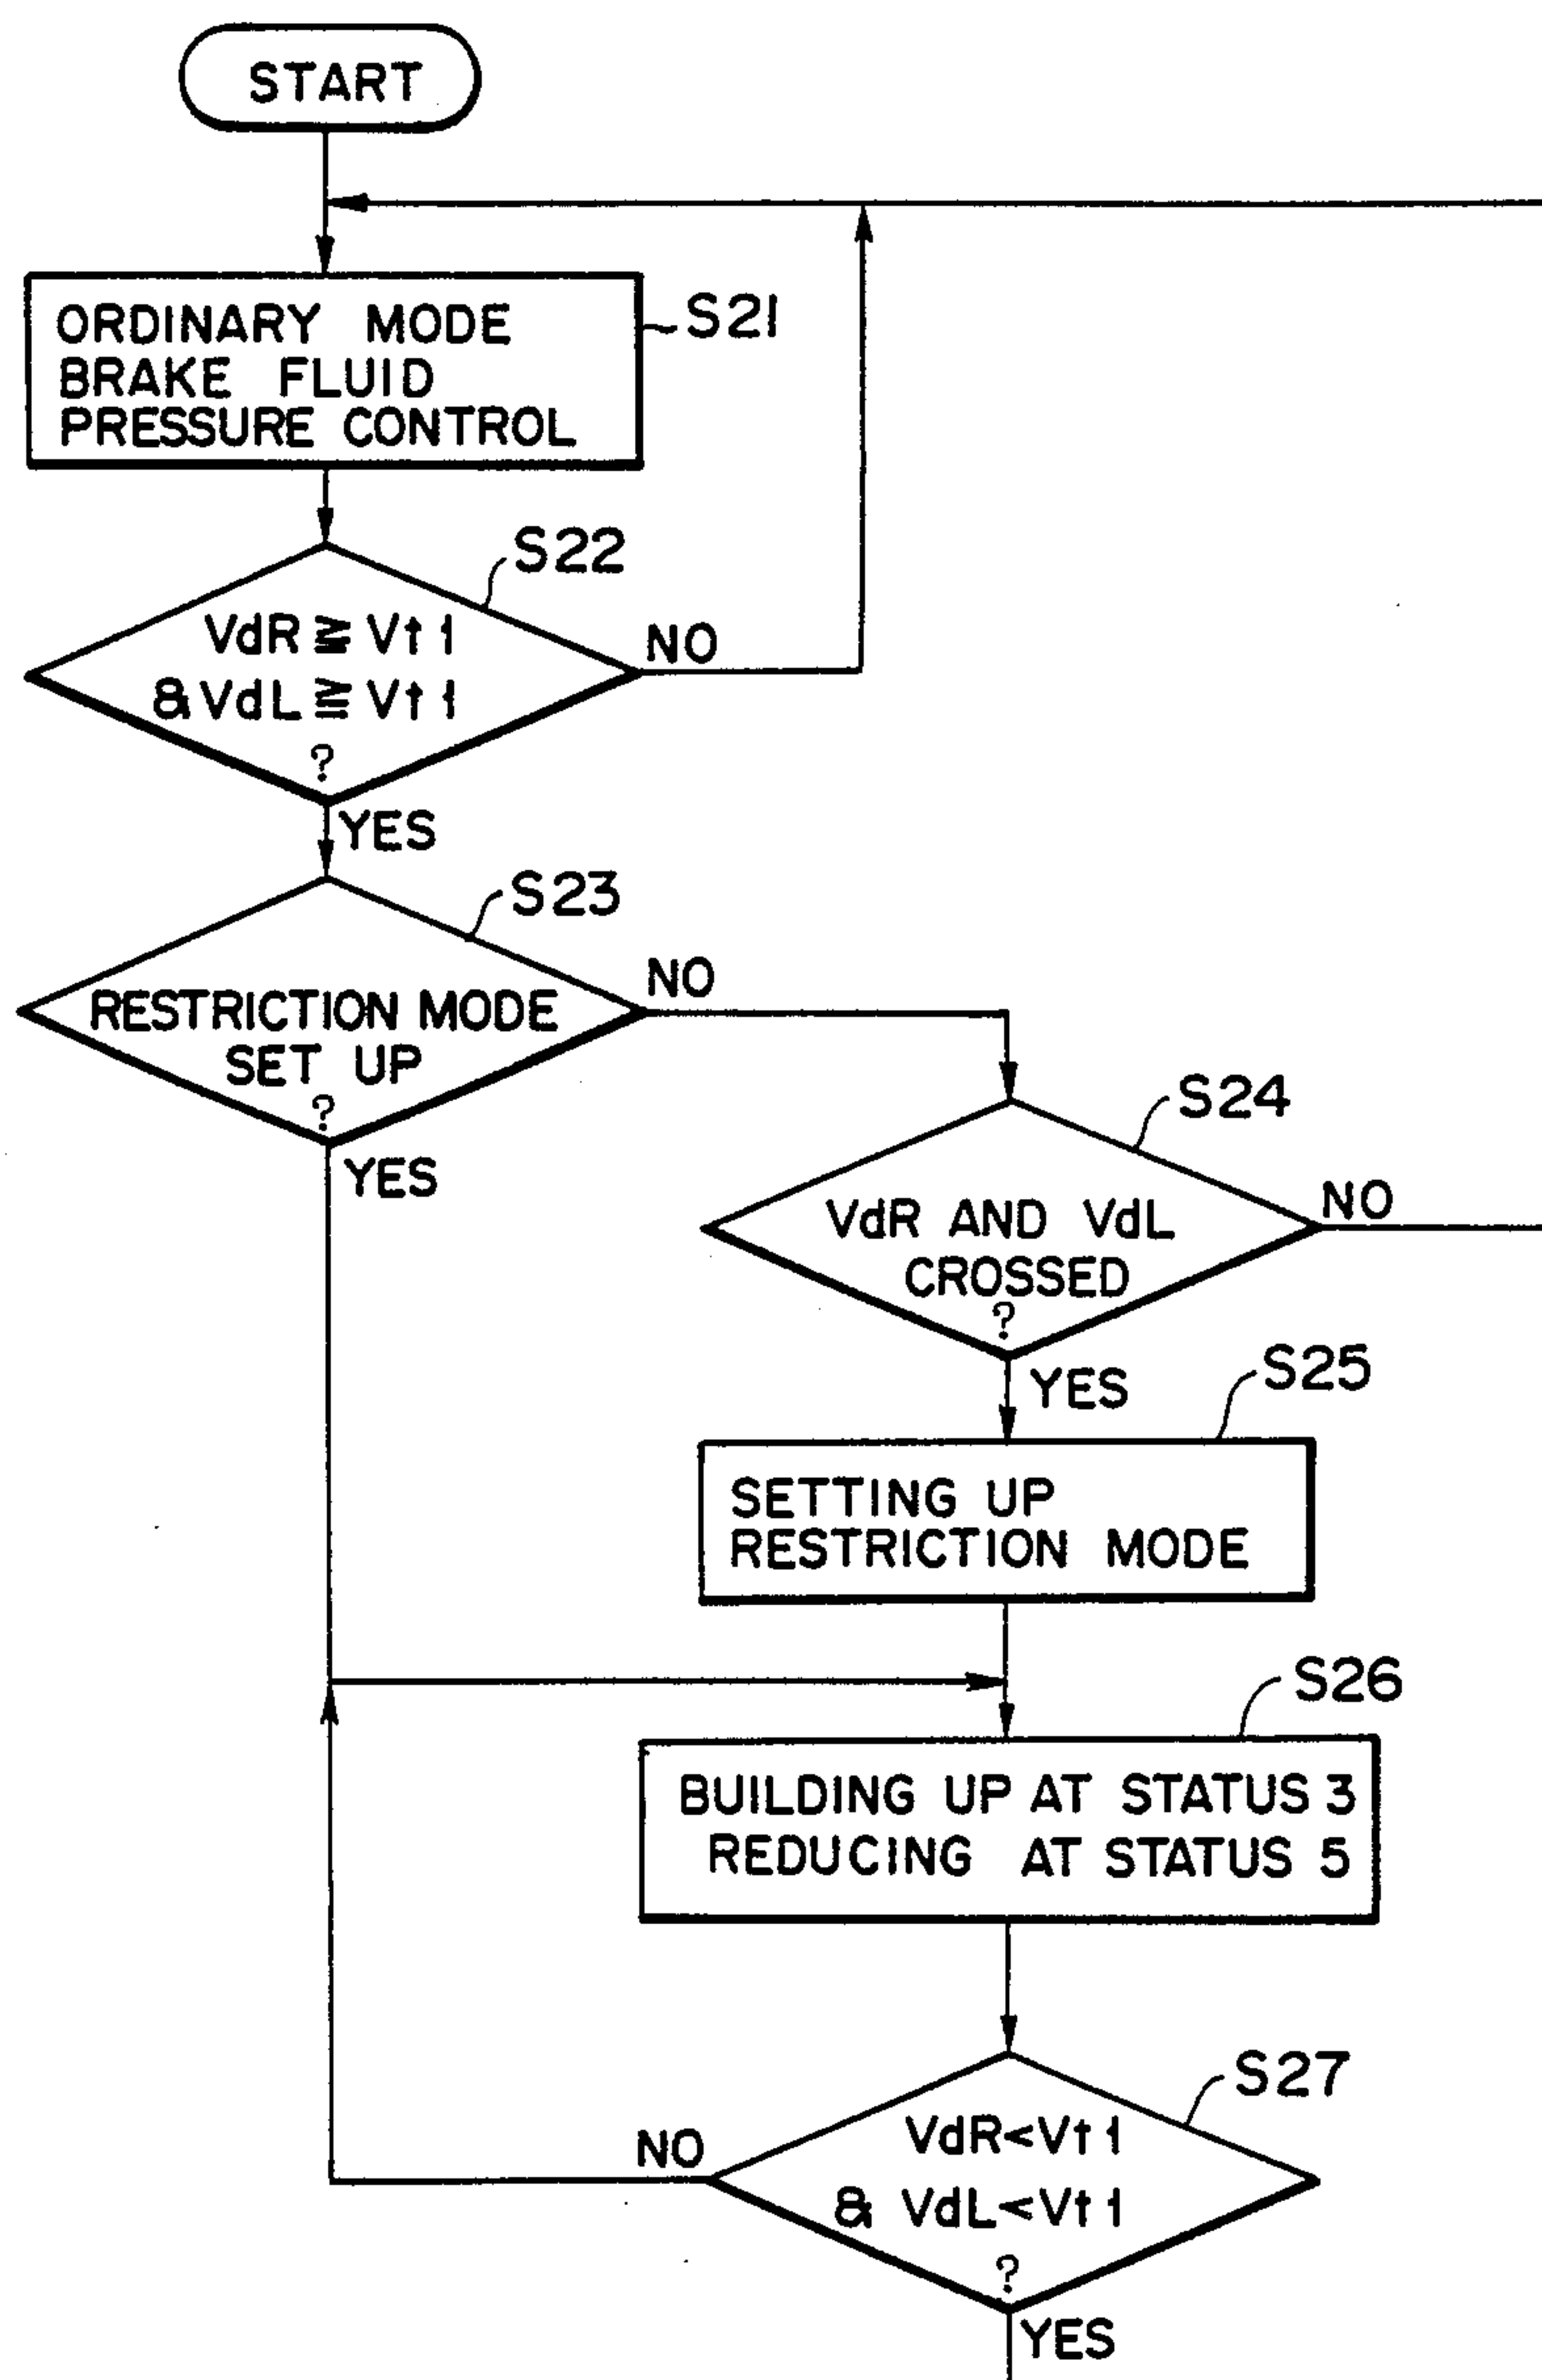 START
ORDINARY MODE
BRAKE FLUID
PRESSURE CONTROL
S21
S22
VdR ≧ Vt1
& VdL ≧ Vt1
?
NO
YES
S23
RESTRICTION MODE
SET UP
?
NO
YES
S24
VdR AND VdL
CROSSED
?
NO
YES
S25
SETTING UP
RESTRICTION MODE
S26
BUILDING UP AT STATUS 3
REDUCING AT STATUS 5
S27
VdR<Vt1
& VdL<Vt1
?
NO
YES